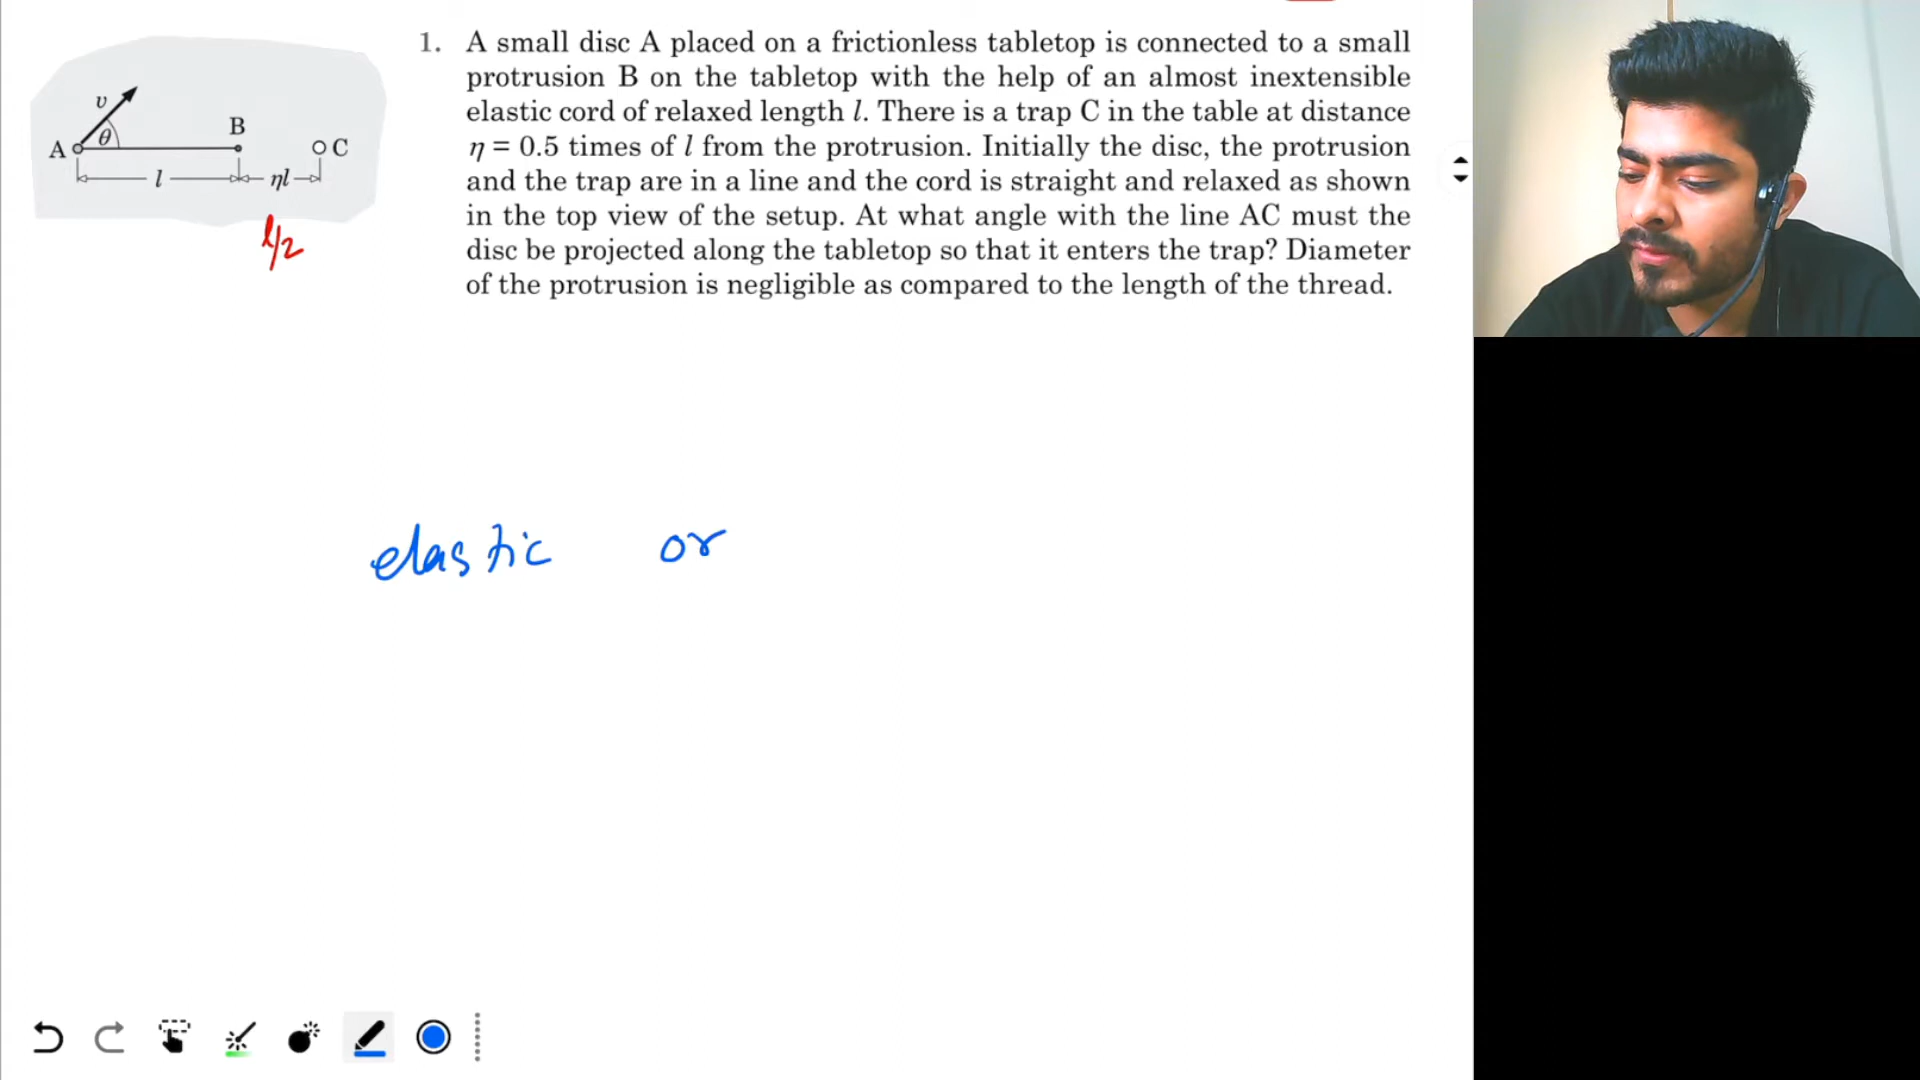 1. A small disc A placed on a frictionless tabletop is connected to a small
protrusion B on the tabletop with the help of an almost inextensible
elastic cord of relaxed length l. There is a trap C in the table at distance
η = 0.5 times of l from the protrusion. Initially the disc, the protrusion
and the trap are in a line and the cord is straight and relaxed as shown
in the top view of the setup. At what angle with the line AC must the
disc be projected along the tabletop so that it enters the trap? Diameter
of the protrusion is negligible as compared to the length of the thread.
υ
θ
B
A
C
l
ηl
l/2
elastic or